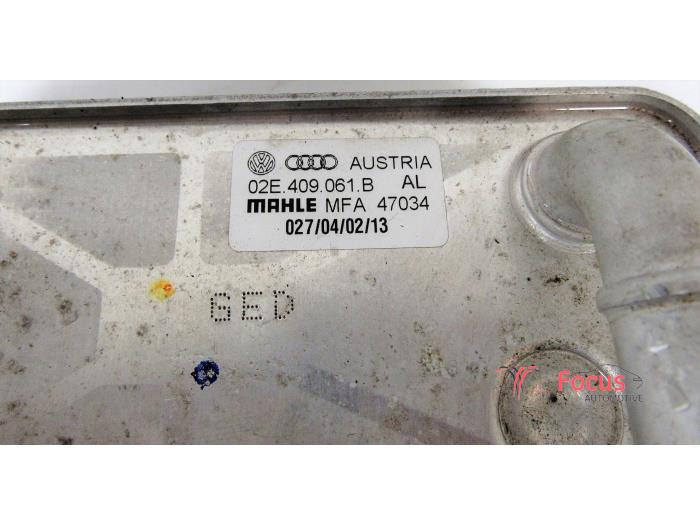 AUSTRIA
02E.409.061.B AL
MAHLE MFA 47034
027/04/02/13
GED
Focus
AUTOMOTIVE